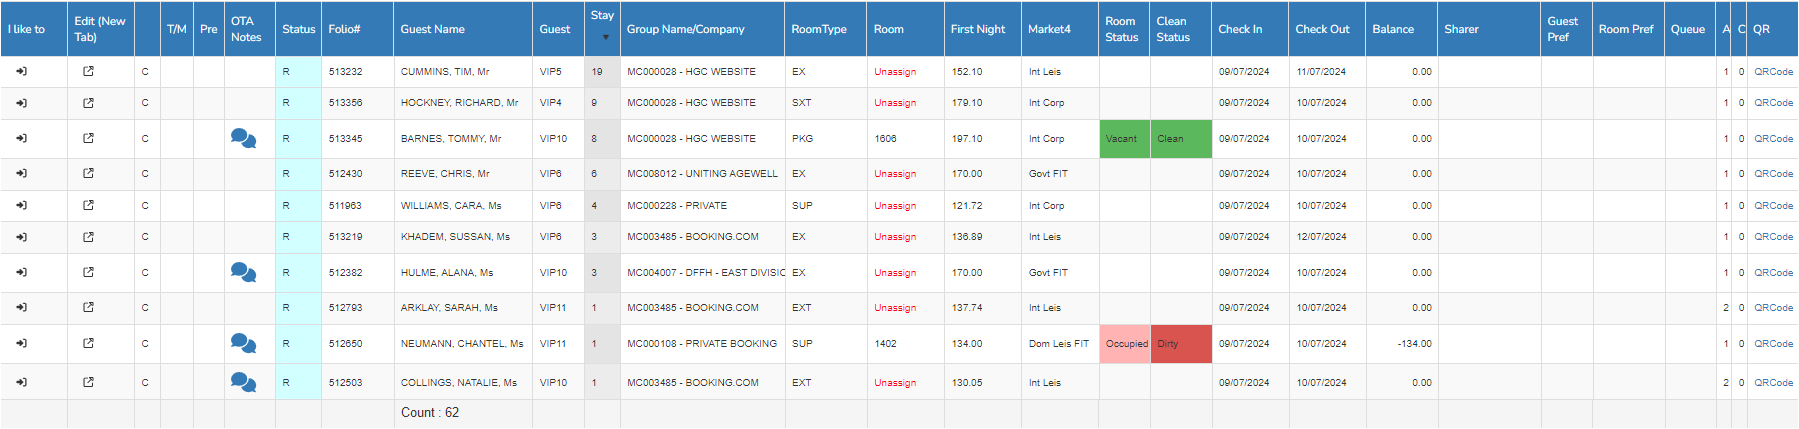 I like to Edit (New Tab) T/M Pre OTA Notes Status Folio# Guest Name Guest Stay Group Name/Company RoomType Room First Night Market4 Room Status Clean Status Check In Check Out Balance Sharer Guest Pref Room Pref Queue A C QR
C R 513232 CUMMINS, TIM, Mr VIP5 19 MC000028 - HGC WEBSITE EX Unassign 152.10 Int Leis 09/07/2024 11/07/2024 0.00 1 0 QRCode
C R 513356 HOCKNEY, RICHARD, Mr VIP4 9 MC000028 - HGC WEBSITE SXT Unassign 179.10 Int Corp 09/07/2024 10/07/2024 0.00 1 0 QRCode
C R 513345 BARNES, TOMMY, Mr VIP10 8 MC000028 - HGC WEBSITE PKG 1606 197.10 Int Corp Vacant Clean 09/07/2024 10/07/2024 0.00 1 0 QRCode
C R 512430 REEVE, CHRIS, Mr VIP6 6 MC008012 - UNITING AGEWELL EX Unassign 170.00 Govt FIT 09/07/2024 10/07/2024 0.00 1 0 QRCode
C R 511963 WILLIAMS, CARA, Ms VIP6 4 MC000228 - PRIVATE SUP Unassign 121.72 Int Corp 09/07/2024 10/07/2024 0.00 1 0 QRCode
C R 513219 KHADEM, SUSSAN, Ms VIP6 3 MC003485 - BOOKING.COM EX Unassign 136.89 Int Leis 09/07/2024 12/07/2024 0.00 1 0 QRCode
C R 512382 HULME, ALANA, Ms VIP10 3 MC004007 - DFFH - EAST DIVISIC EX Unassign 170.00 Govt FIT 09/07/2024 10/07/2024 0.00 1 0 QRCode
C R 512793 ARKLAY, SARAH, Ms VIP11 1 MC003485 - BOOKING.COM EXT Unassign 137.74 Int Leis 09/07/2024 10/07/2024 0.00 2 0 QRCode
C R 512650 NEUMANN, CHANTEL, Ms VIP11 1 MC000108 - PRIVATE BOOKING SUP 1402 134.00 Dom Leis FIT Occupied Dirty 09/07/2024 10/07/2024 -134.00 1 0 QRCode
C R 512503 COLLINGS, NATALIE, Ms VIP10 1 MC003485 - BOOKING.COM EXT Unassign 130.05 Int Leis 09/07/2024 10/07/2024 0.00 2 0 QRCode
Count : 62